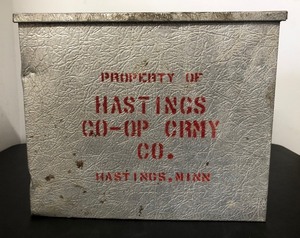 PROPERTY OF
HASTINGS
CO-OP CRMY
CO.
HASTINGS, MINN